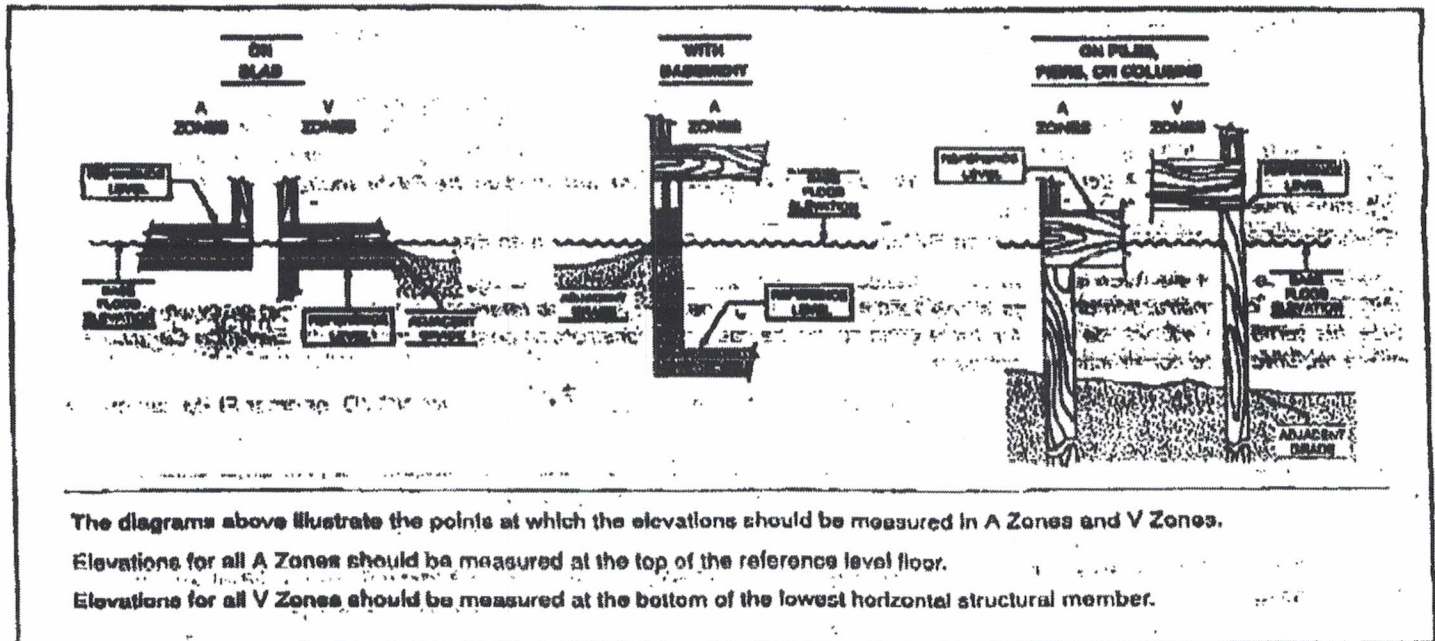 ON
SLAB
A
ZONES
V
ZONES
REFERENCE
LEVEL
BASE
FLOOD
ELEVATION
REFERENCE
LEVEL
ADJACENT
GRADE
WITH
BASEMENT
A
ZONES
BASE
FLOOD
ELEVATION
ADJACENT
GRADE
REFERENCE
LEVEL
ON PILES,
PIERS, OR COLUMNS
A
ZONES
V
ZONES
REFERENCE
LEVEL
REFERENCE
LEVEL
BASE
FLOOD
ELEVATION
ADJACENT
GRADE
The diagrams above illustrate the points at which the elevations should be measured in A Zones and V Zones.
Elevations for all A Zones should be measured at the top of the reference level floor.
Elevations for all V Zones should be measured at the bottom of the lowest horizontal structural member.